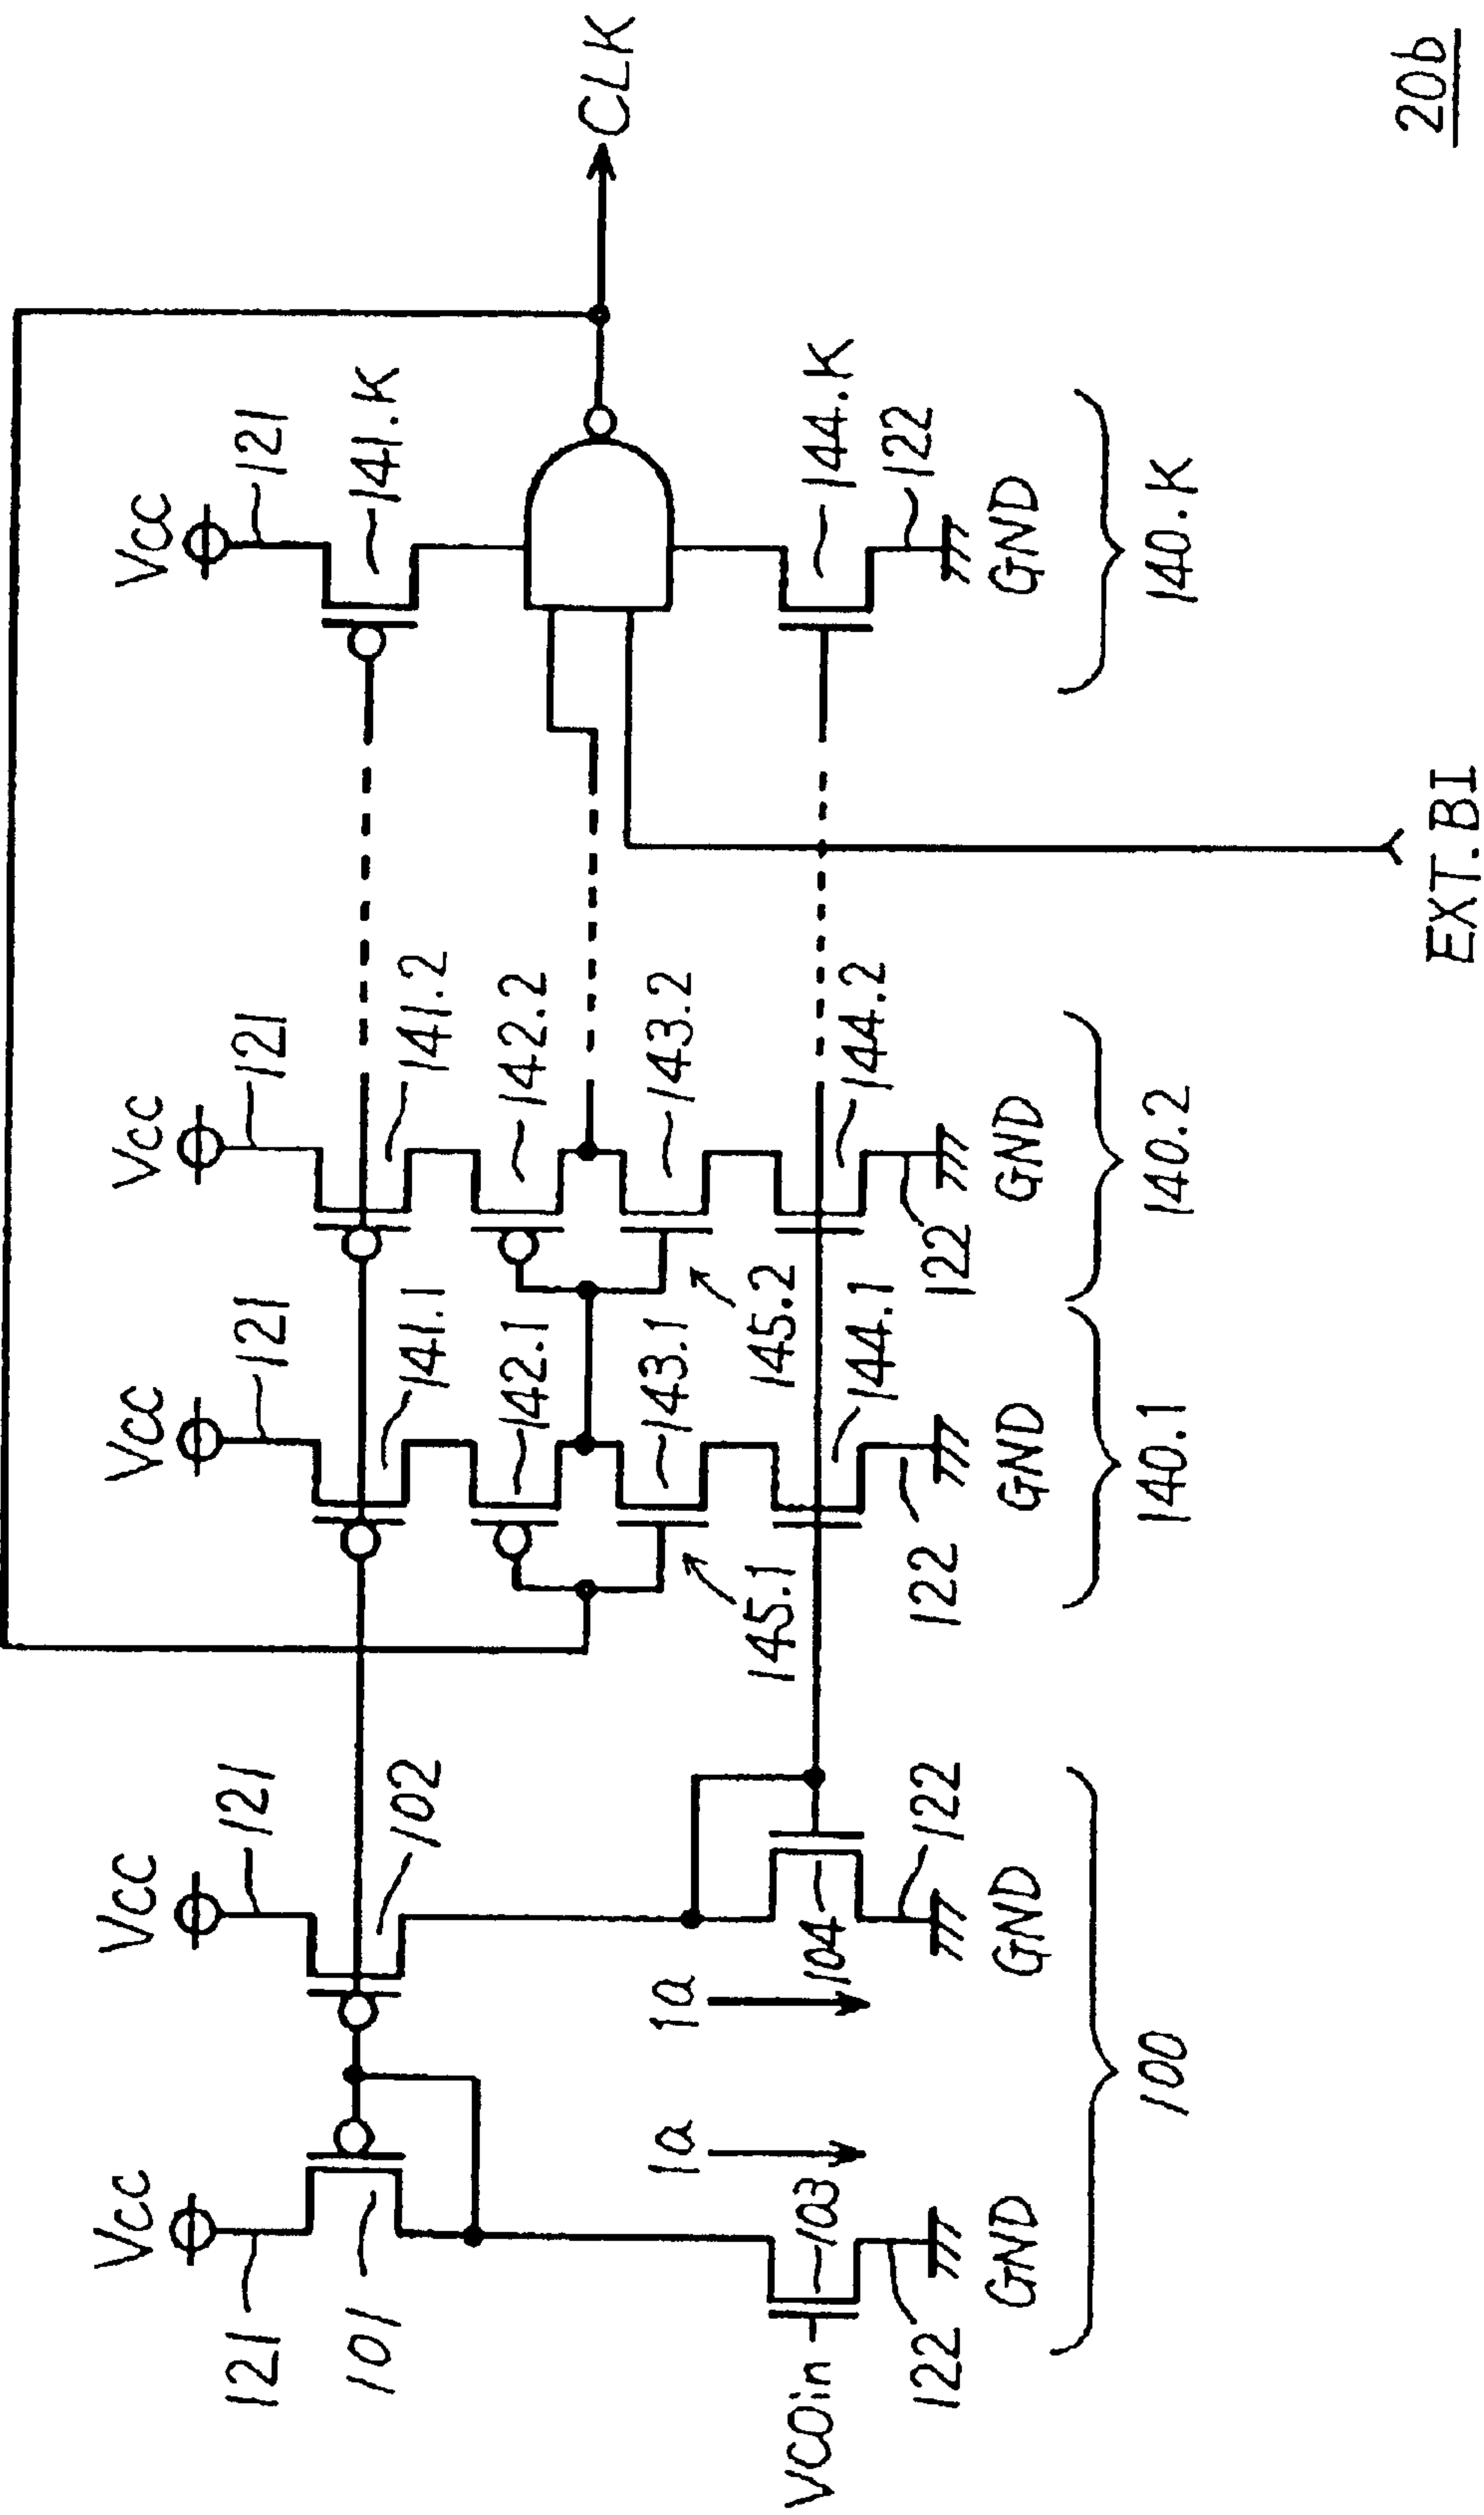 Vcc
Vcc
Vcc
Vcc
Vcc
121
121
121
121
121
101
102
141.1
141.2
141.K
142.1
142.2
CLK
Ia
Ia
143.1
143.2
VCOin
103
104
145.1
145.2
144.1
144.2
144.K
122
122
122
122
122
GND
GND
GND
GND
GND
100
140.1
140.2
140.K
EXT.BI
20b